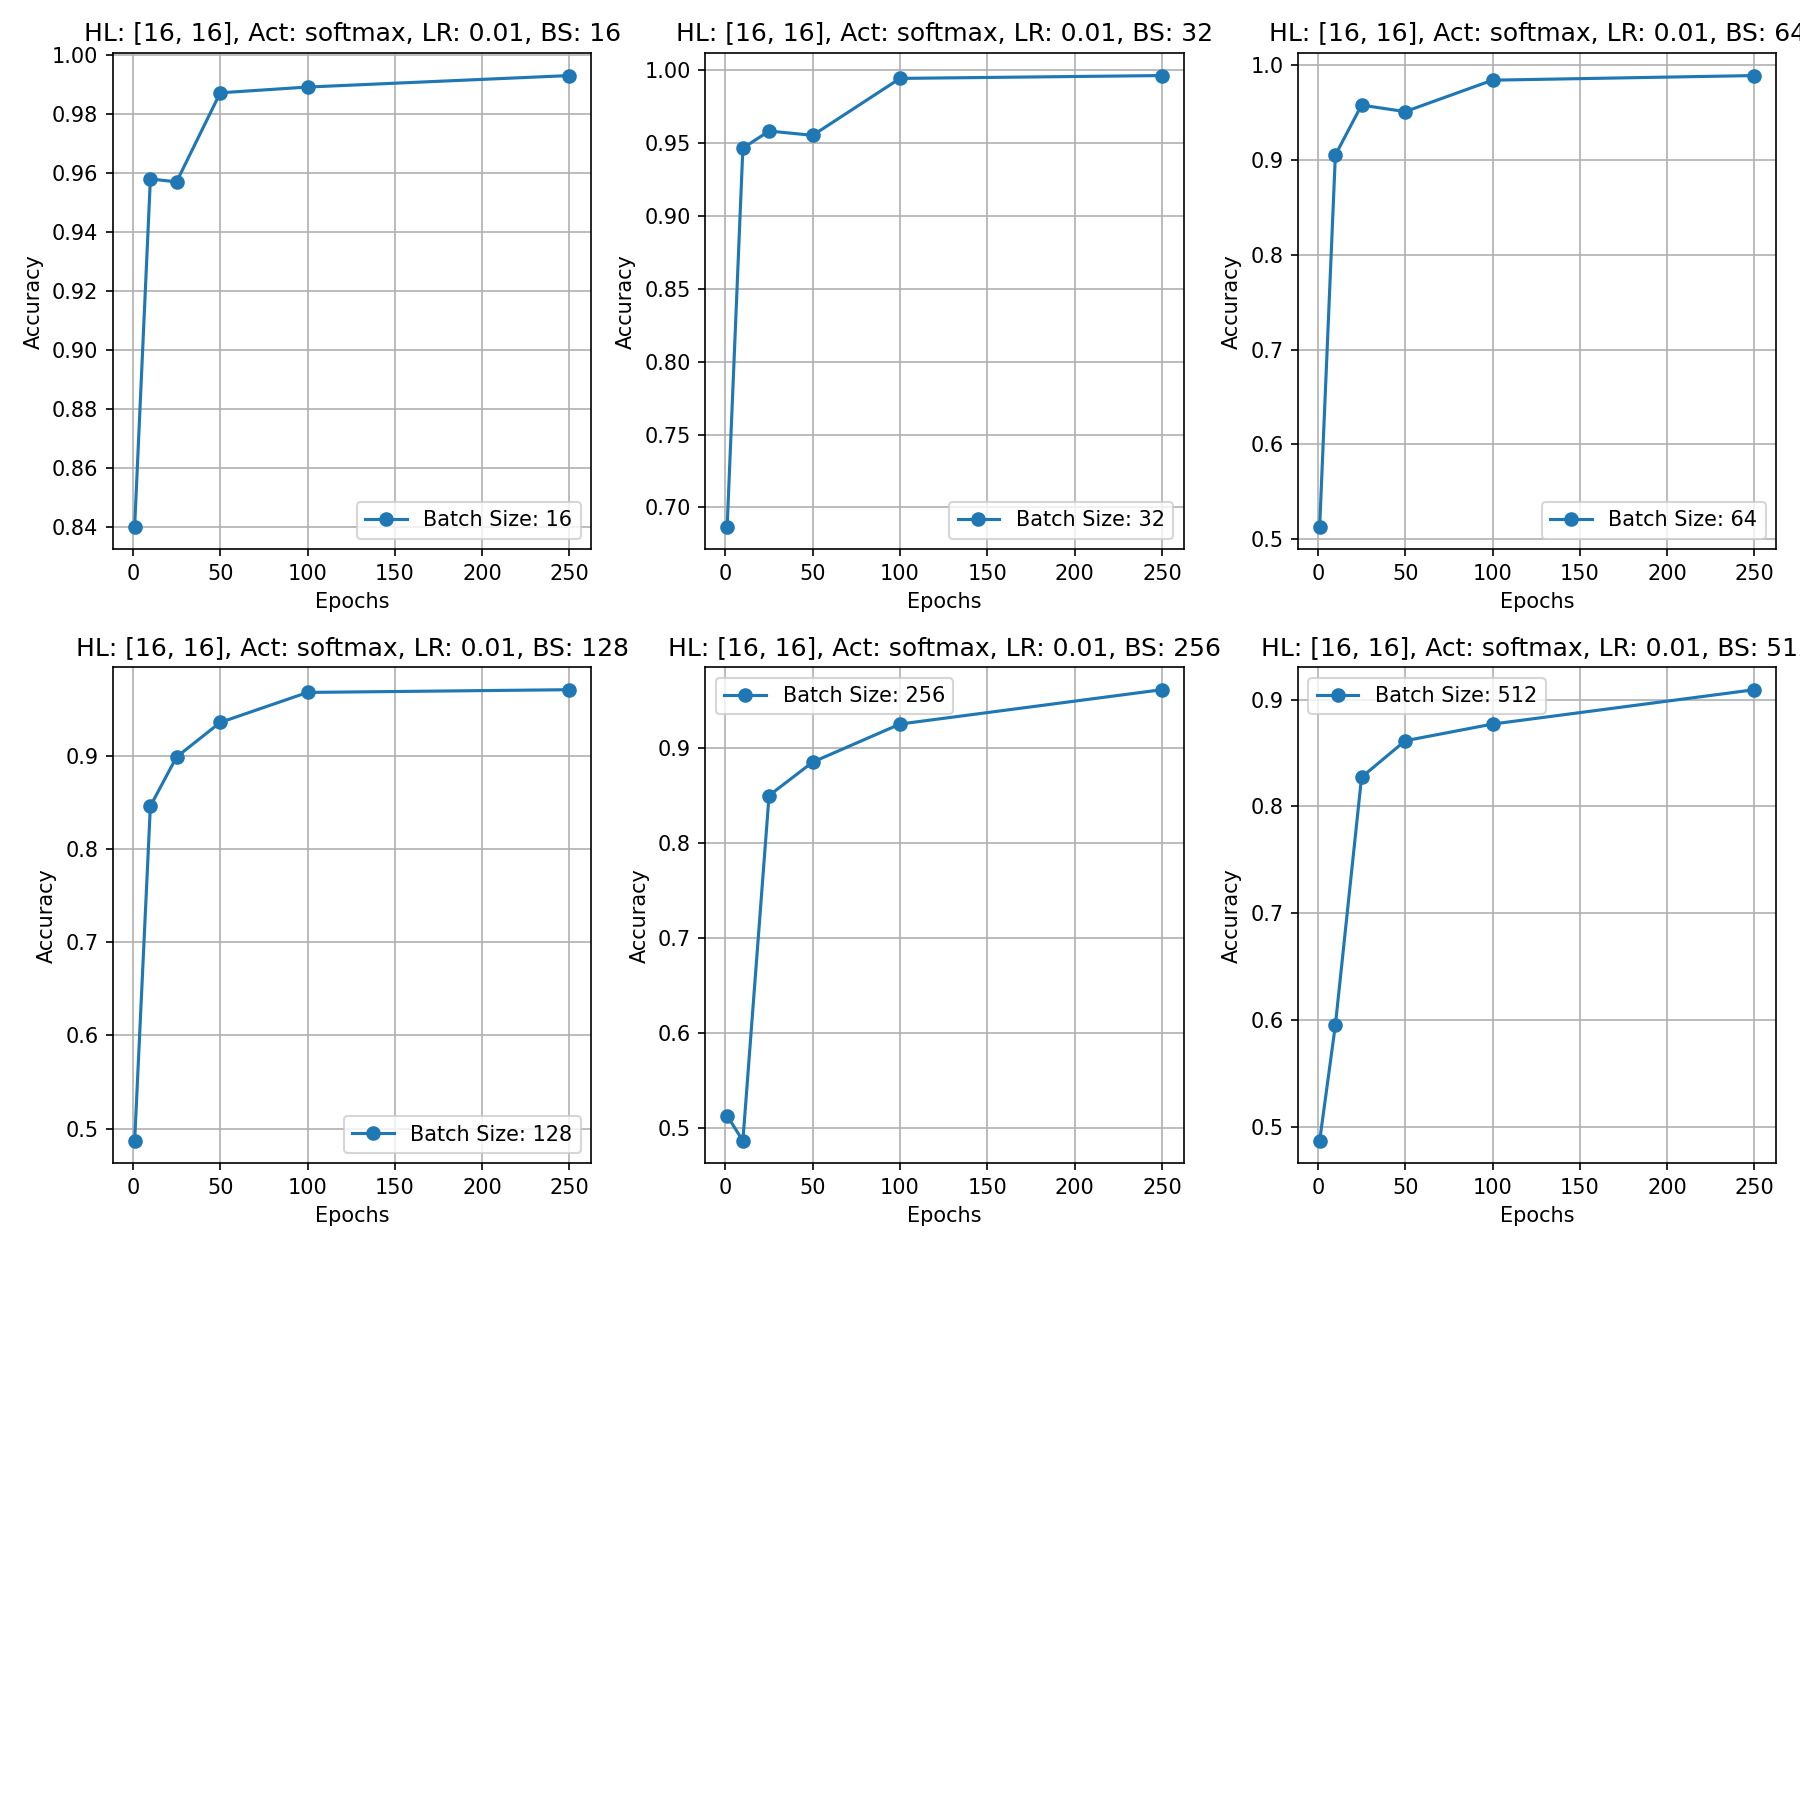 HL: [16, 16], Act: softmax, LR: 0.01, BS: 16
1.00
0.98
0.96
0.94
0.92
0.90
0.88
0.86
0.84
Accuracy
Batch Size: 16
0 50 100 150 200 250
Epochs
HL: [16, 16], Act: softmax, LR: 0.01, BS: 32
1.00
0.95
0.90
0.85
0.80
0.75
0.70
Accuracy
Batch Size: 32
0 50 100 150 200 250
Epochs
HL: [16, 16], Act: softmax, LR: 0.01, BS: 64
1.0
0.9
0.8
0.7
0.6
0.5
Accuracy
Batch Size: 64
0 50 100 150 200 250
Epochs
HL: [16, 16], Act: softmax, LR: 0.01, BS: 128
0.9
0.8
0.7
0.6
0.5
Accuracy
Batch Size: 128
0 50 100 150 200 250
Epochs
HL: [16, 16], Act: softmax, LR: 0.01, BS: 256
Batch Size: 256
0.9
0.8
0.7
0.6
0.5
Accuracy
0 50 100 150 200 250
Epochs
HL: [16, 16], Act: softmax, LR: 0.01, BS: 51
Batch Size: 512
0.9
0.8
0.7
0.6
0.5
Accuracy
0 50 100 150 200 250
Epochs